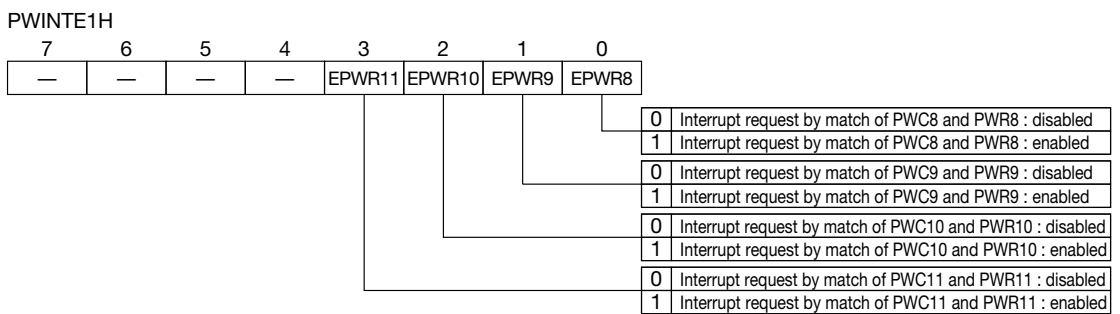 PWINTE1H
7 6 5 4 3 2 1 0
— — — — EPWR11 EPWR10 EPWR9 EPWR8
0 Interrupt request by match of PWC8 and PWR8 : disabled
1 Interrupt request by match of PWC8 and PWR8 : enabled
0 Interrupt request by match of PWC9 and PWR9 : disabled
1 Interrupt request by match of PWC9 and PWR9 : enabled
0 Interrupt request by match of PWC10 and PWR10 : disabled
1 Interrupt request by match of PWC10 and PWR10 : enabled
0 Interrupt request by match of PWC11 and PWR11 : disabled
1 Interrupt request by match of PWC11 and PWR11 : enabled